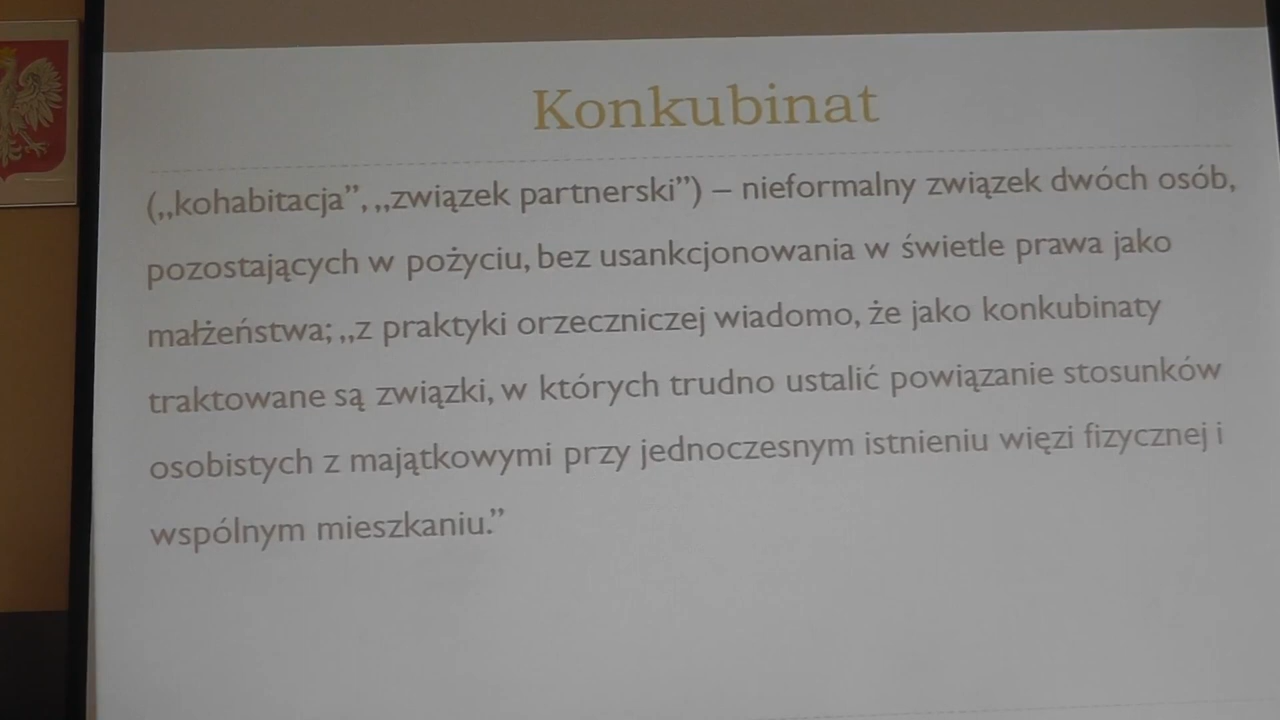 Konkubinat
(„kohabitacja”, „związek partnerski”) – nieformalny związek dwóch osób,
pozostających w pożyciu, bez usankcjonowania w świetle prawa jako
małżeństwa; „z praktyki orzeczniczej wiadomo, że jako konkubinaty
traktowane są związki, w których trudno ustalić powiązanie stosunków
osobistych z majątkowymi przy jednoczesnym istnieniu więzi fizycznej i
wspólnym mieszkaniu.”